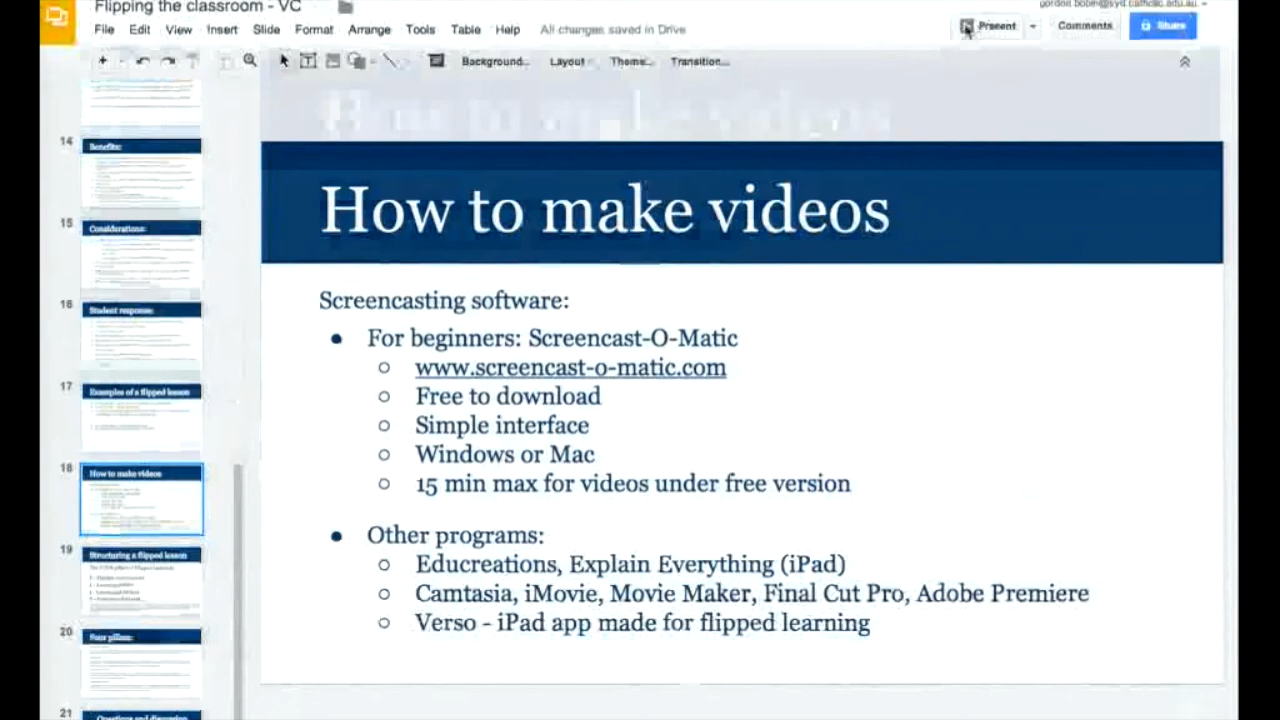 Flipping the classroom - VC
File Edit View Insert Slide Format Arrange Tools Table Help All changes saved in Drive
Present Comments Share
Background... Layout Theme... Transition...
14
Benefits:
15
Considerations:
16
Student response:
17
Examples of a flipped lesson
18
How to make videos
19
Structuring a flipped lesson
20
Four pillars:
21
Questions and discussion
How to make videos
Screencasting software:
● For beginners: Screencast-O-Matic
○ www.screencast-o-matic.com
○ Free to download
○ Simple interface
○ Windows or Mac
○ 15 min max for videos under free version
● Other programs:
○ Educreations, Explain Everything (iPad)
○ Camtasia, iMovie, Movie Maker, Final Cut Pro, Adobe Premiere
○ Verso - iPad app made for flipped learning